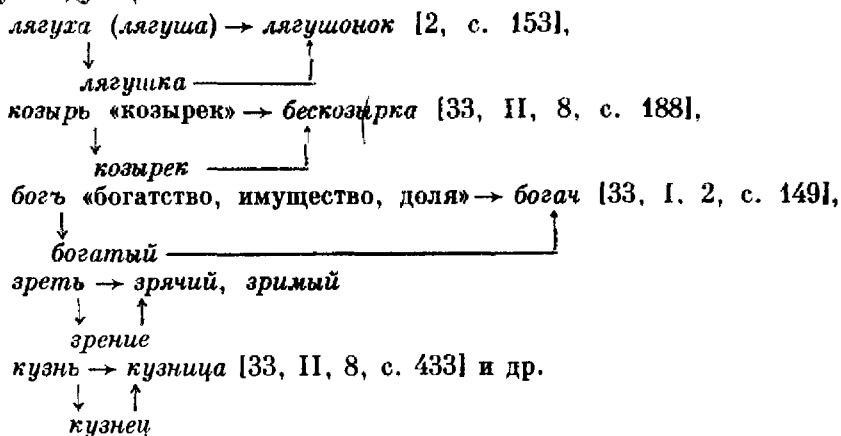 лягуха (лягуша) → лягушонок [2, с. 153],
лягушка
козырь «козырек» → бескозырка [33, II, 8, с. 188],
козырек
богъ «богатство, имущество, доля» → богач [33, I. 2, с. 149],
богатый
зреть → зрячий, зримый
зрение
кузнь → кузница [33, II, 8, с. 433] и др.
кузнец